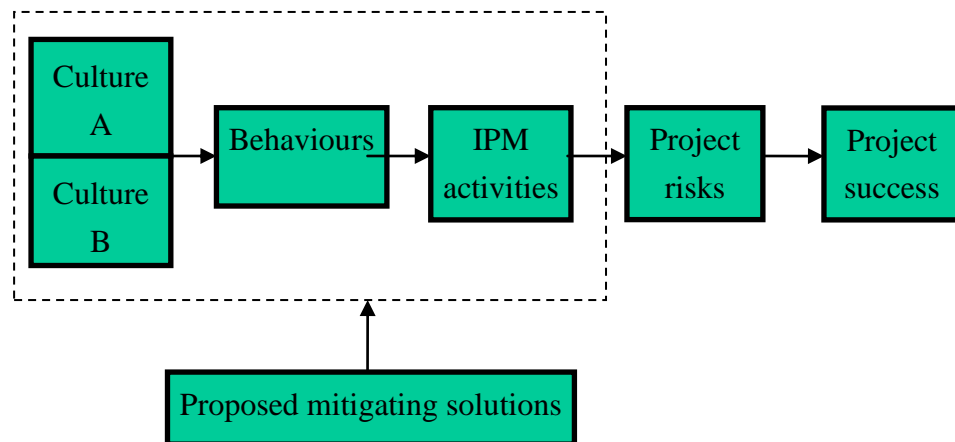 Culture
A
Culture
B
Behaviours
IPM
activities
Project
risks
Project
success
Proposed mitigating solutions